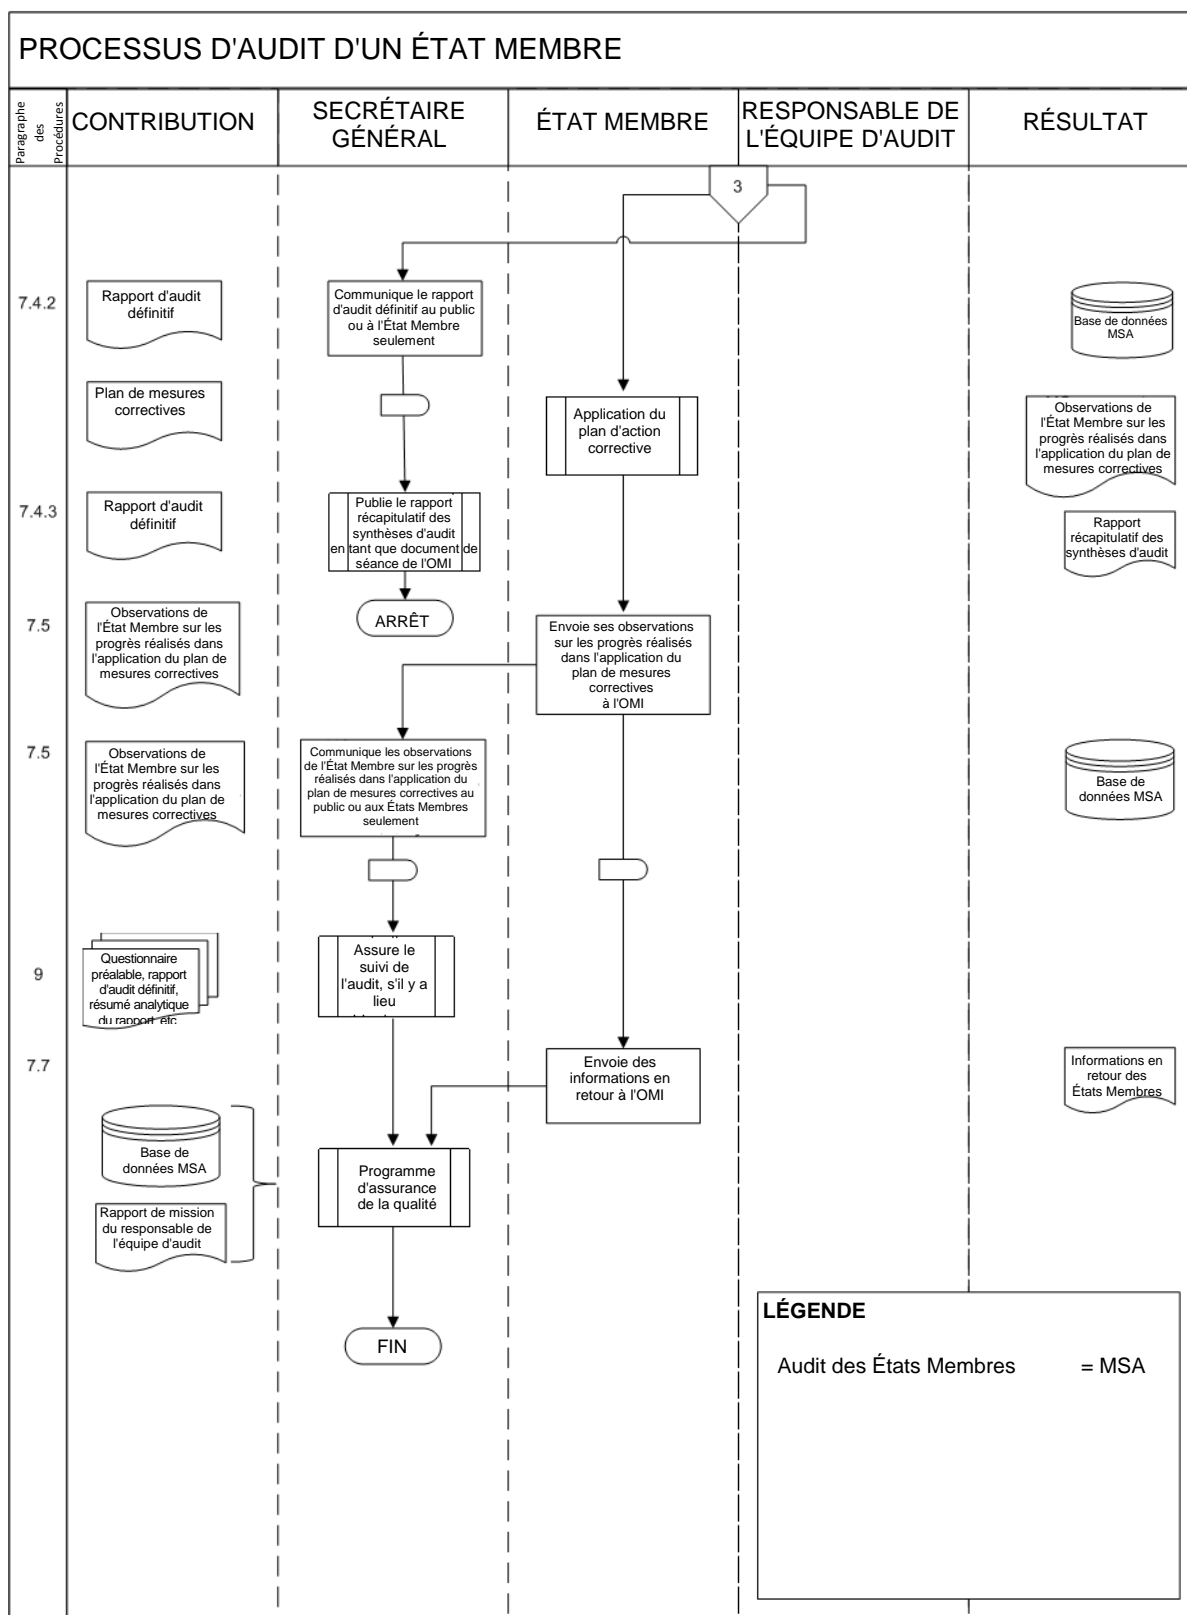 PROCESSUS D'AUDIT D'UN ÉTAT MEMBRE
Paragraphe
des
Procédures
CONTRIBUTION
SECRÉTAIRE
GÉNÉRAL
ÉTAT MEMBRE
RESPONSABLE DE
L'ÉQUIPE D'AUDIT
RÉSULTAT
3
7.4.2
Rapport d'audit
définitif
Communique le rapport
d'audit définitif au public
ou à l'État Membre
seulement
Base de données
MSA
Plan de mesures
correctives
Application du
plan d'action
corrective
Observations de
l'État Membre sur les
progrès réalisés dans
l'application du plan de
mesures correctives
7.4.3
Rapport d'audit
définitif
Publie le rapport
récapitulatif des
synthèses d'audit
en tant que document de
séance de l'OMI
Rapport
récapitulatif des
synthèses d'audit
ARRÊT
7.5
Observations de
l'État Membre sur les
progrès réalisés dans
l'application du plan de
mesures correctives
Envoie ses observations
sur les progrès réalisés
dans l'application du
plan de mesures
correctives
à l'OMI
7.5
Observations de
l'État Membre sur les
progrès réalisés dans
l'application du plan de
mesures correctives
Communique les observations
de l'État Membre sur les progrès
réalisés dans l'application du
plan de mesures correctives au
public ou aux États Membres
seulement
Base de
données MSA
9
Questionnaire
préalable, rapport
d'audit définitif,
résumé analytique
du rapport, etc
Assure le
suivi de
l'audit, s'il y a
lieu
7.7
Envoie des
informations en
retour à l'OMI
Informations en
retour des
États Membres
Base de
données MSA
Rapport de mission
du responsable de
l'équipe d'audit
Programme
d'assurance
de la qualité
FIN
LÉGENDE
Audit des États Membres = MSA